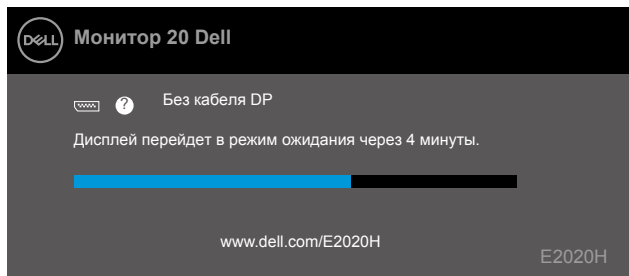 DELL
Монитор 20 Dell
? Без кабеля DP
Дисплей перейдет в режим ожидания через 4 минуты.
www.dell.com/E2020H
E2020H